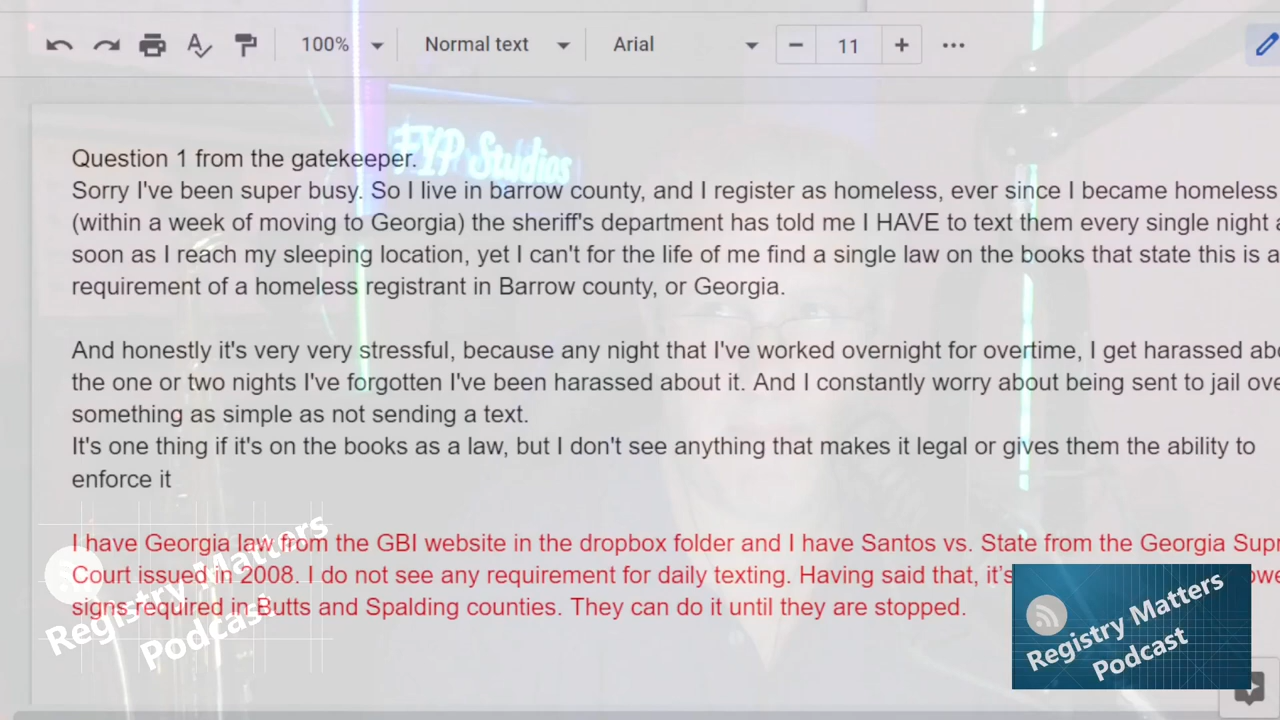 100%
Normal text
Arial
11
FYP Studios
Question 1 from the gatekeeper.
Sorry I've been super busy. So I live in barrow county, and I register as homeless, ever since I became homeless
(within a week of moving to Georgia) the sheriff's department has told me I HAVE to text them every single night
soon as I reach my sleeping location, yet I can't for the life of me find a single law on the books that state this is a
requirement of a homeless registrant in Barrow county, or Georgia.
And honestly it's very very stressful, because any night that I've worked overnight for overtime, I get harassed
the one or two nights I've forgotten I've been harassed about it. And I constantly worry about being sent to jail
something as simple as not sending a text.
It's one thing if it's on the books as a law, but I don't see anything that makes it legal or gives them the ability to
enforce it
I have Georgia law from the GBI website in the dropbox folder and I have Santos vs. State from the Georgia
Court issued in 2008. I do not see any requirement for daily texting. Having said that, it's
signs required in Butts and Spalding counties. They can do it until they are stopped.
Registry Matters
Podcast
Registry Matters
Podcast